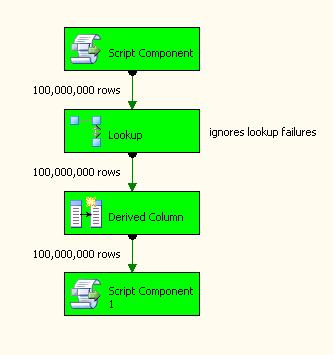 Script Component
100,000,000 rows
Lookup
ignores lookup failures
100,000,000 rows
Derived Column
100,000,000 rows
Script Component
1